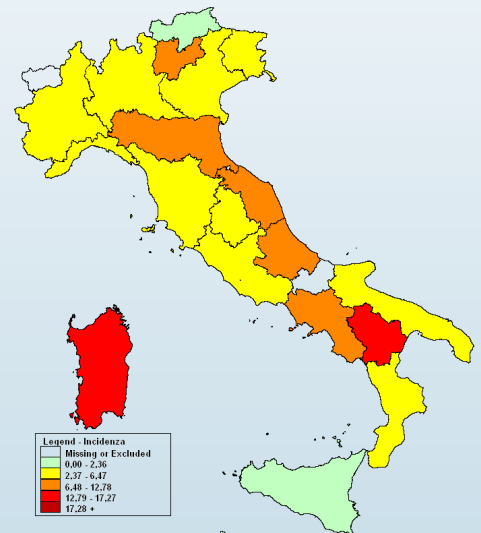 Legend - Incidenza
Missing or Excluded
0,00 - 2,36
2,37 - 6,47
6,48 - 12,78
12,79 - 17,27
17,28 +